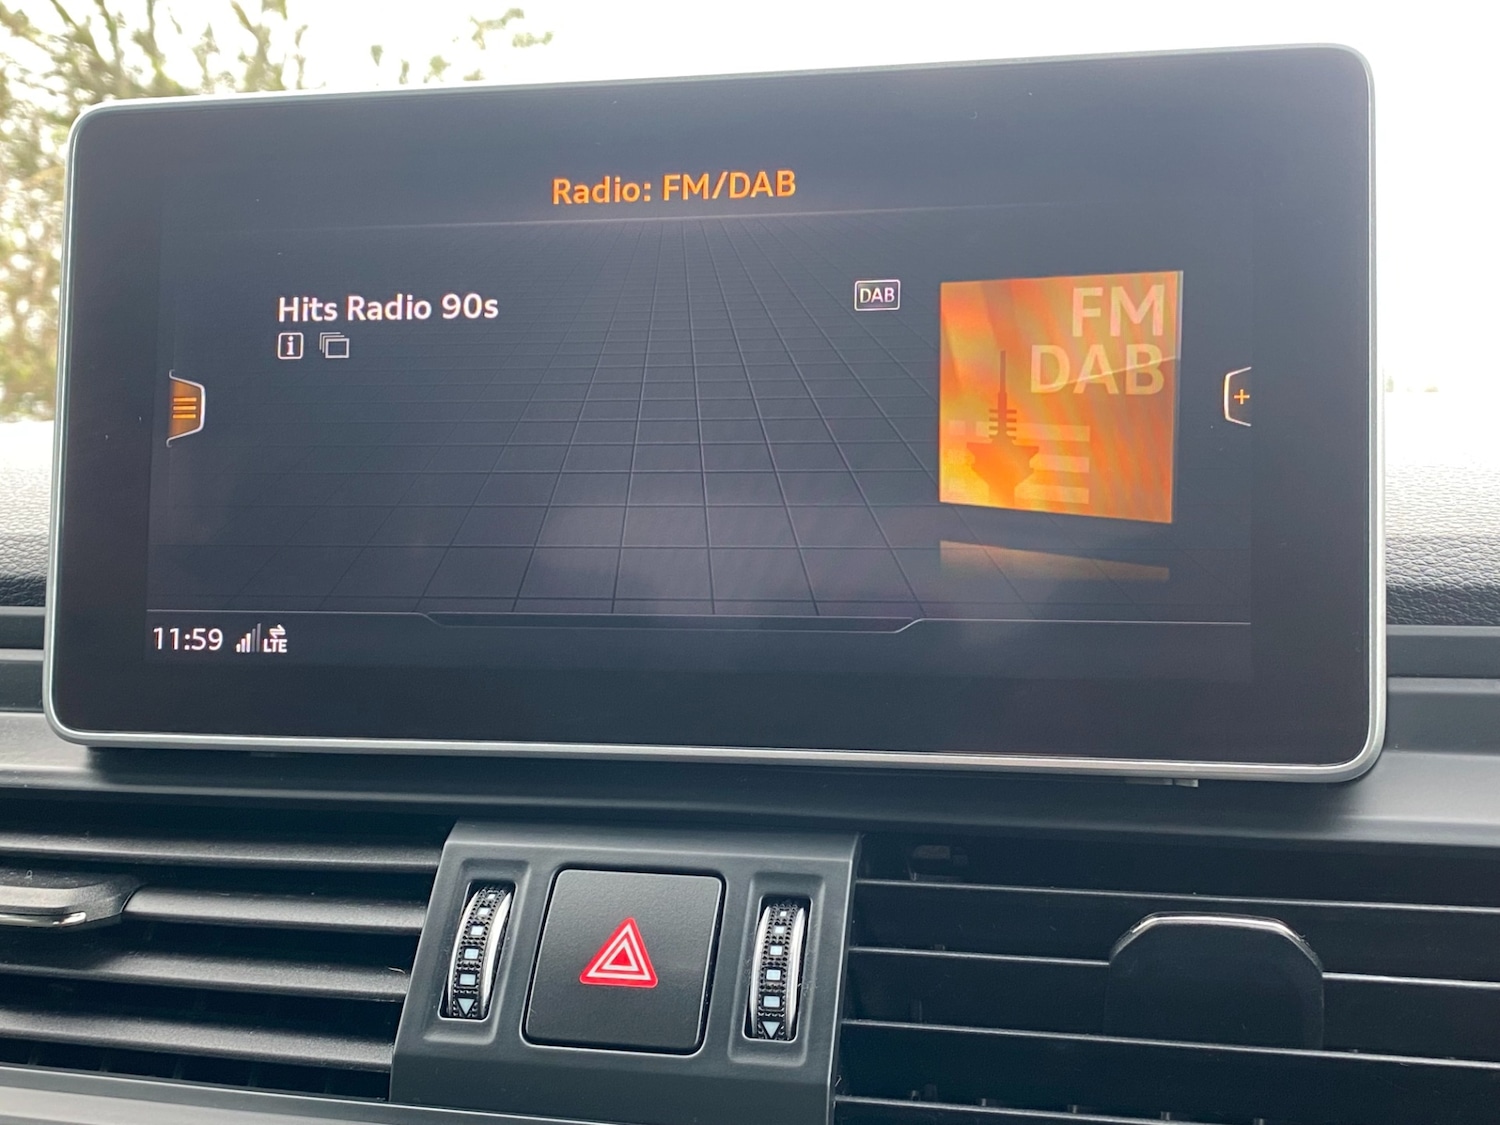 Radio: FM/DAB
Hits Radio 90s
DAB
FM
DAB
11:59
LTE